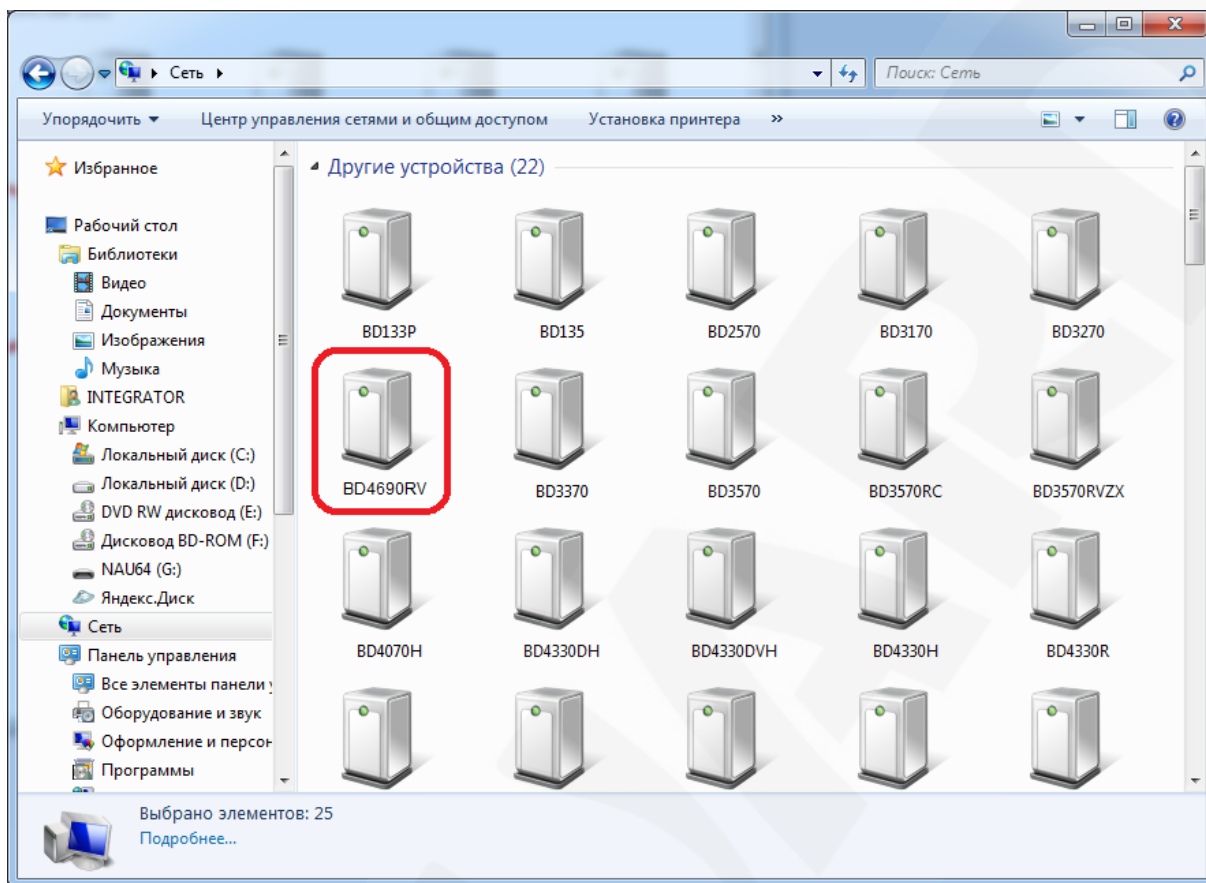 Сеть
Поиск: Сеть
Упорядочить Центр управления сетями и общим доступом Установка принтера »
Избранное
Рабочий стол
Библиотеки
Видео
Документы
Изображения
Музыка
INTEGRATOR
Компьютер
Локальный диск (C:)
Локальный диск (D:)
DVD RW дисковод (E:)
Дисковод BD-ROM (F:)
NAU64 (G:)
Яндекс.Диск
Сеть
Панель управления
Все элементы панели
Оборудование и звук
Оформление и персон
Программы
Другие устройства (22)
BD133P BD135 BD2570 BD3170 BD3270
BD4690RV BD3370 BD3570 BD3570RC BD3570RVZX
BD4070H BD4330DH BD4330DVH BD4330H BD4330R
Выбрано элементов: 25
Подробнее...